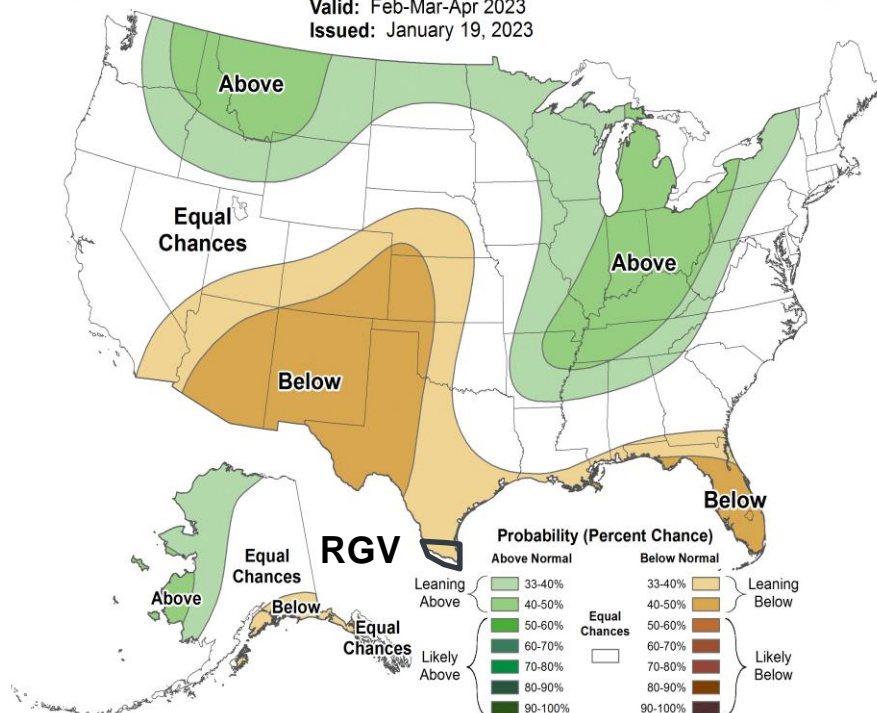 Valid: Feb-Mar-Apr 2023
Issued: January 19, 2023
Above
Equal
Chances
Above
Below
Below
RGV
Equal
Chances
Above
Below
Equal
Chances
Probability (Percent Chance)
Above Normal
Below Normal
Leaning
Above
33-40%
40-50%
Likely
Above
50-60%
60-70%
70-80%
80-90%
90-100%
Equal
Chances
33-40%
40-50%
Leaning
Below
50-60%
60-70%
70-80%
80-90%
90-100%
Likely
Below